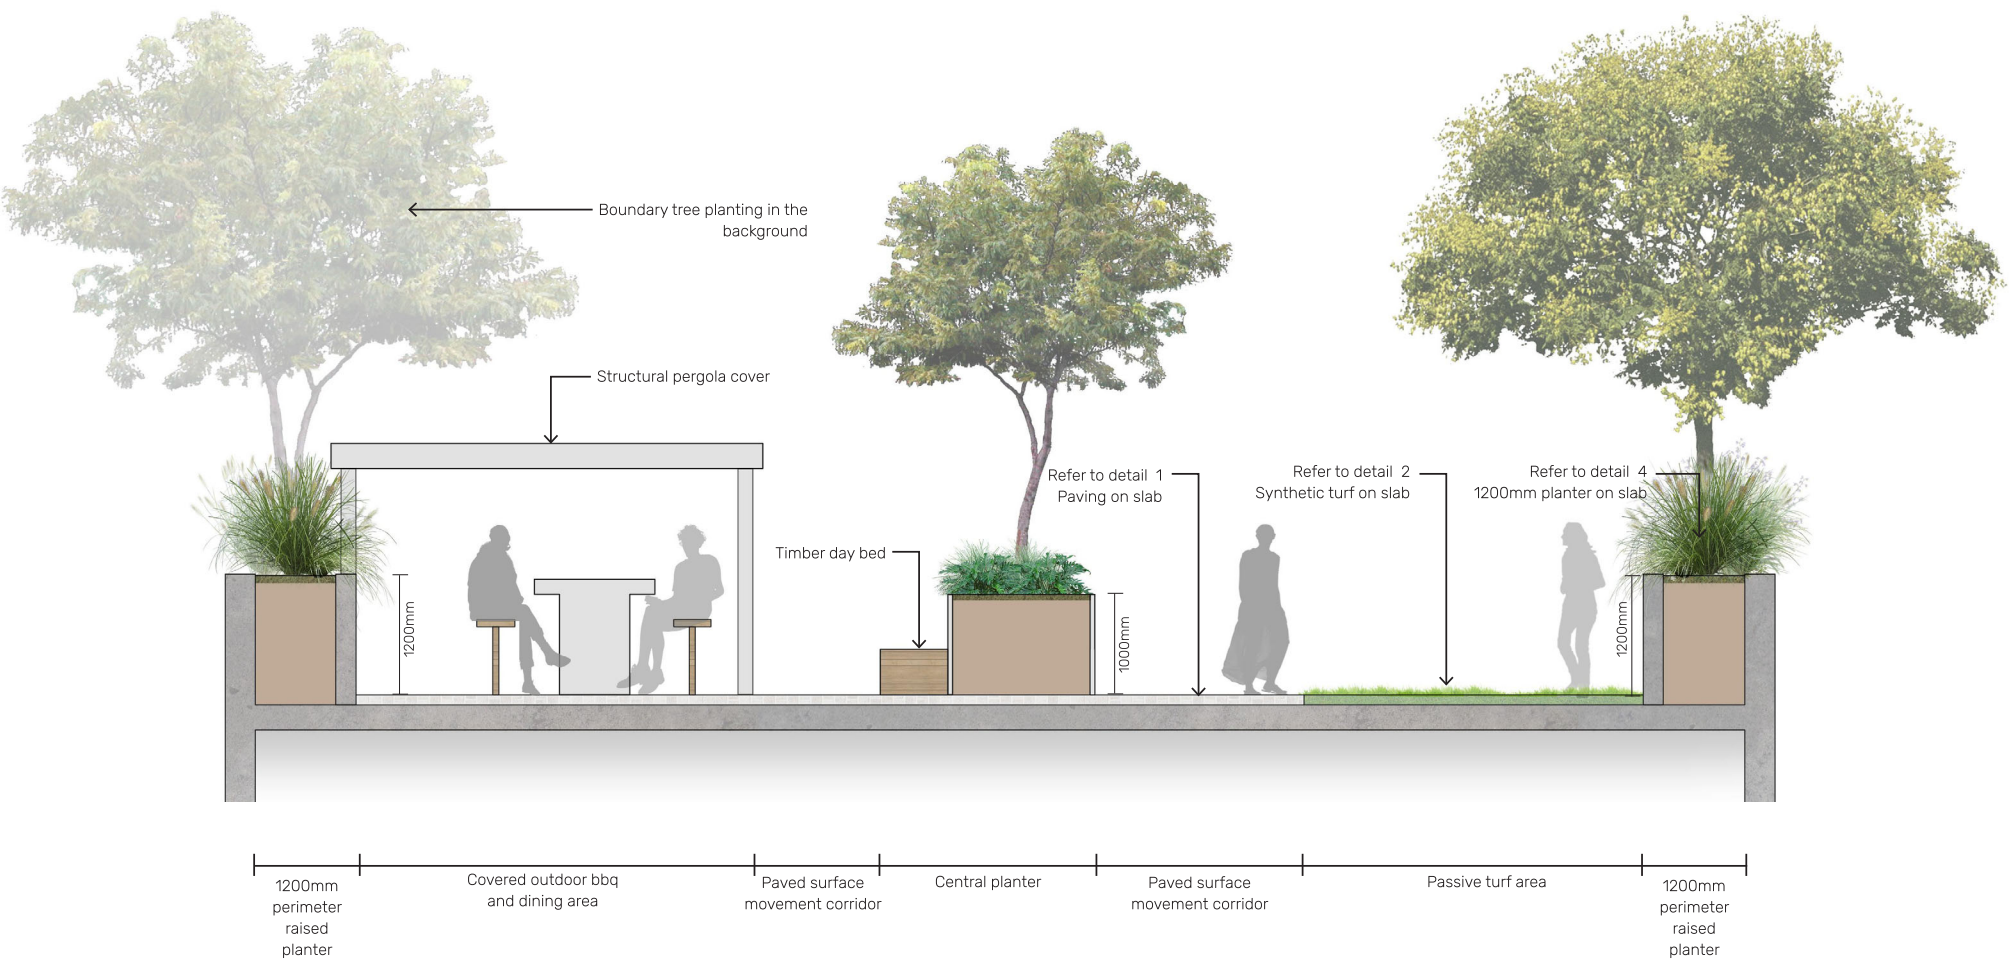 Boundary tree planting in the
background
Structural pergola cover
Refer to detail 1
Paving on slab
Refer to detail 2
Synthetic turf on slab
Refer to detail 4
1200mm planter on slab
Timber day bed
1200mm
1000mm
1200mm
1200mm
perimeter
raised
planter
Covered outdoor bbq
and dining area
Paved surface
movement corridor
Central planter
Paved surface
movement corridor
Passive turf area
1200mm
perimeter
raised
planter